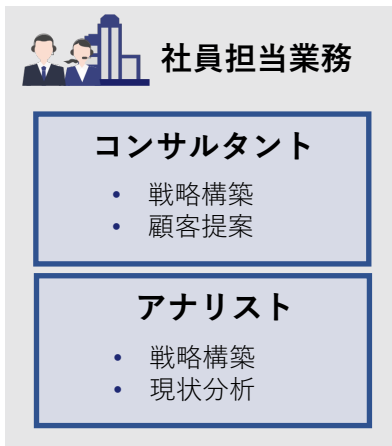 社員担当業務
コンサルタント
• 戦略構築
• 顧客提案
アナリスト
• 戦略構築
• 現状分析